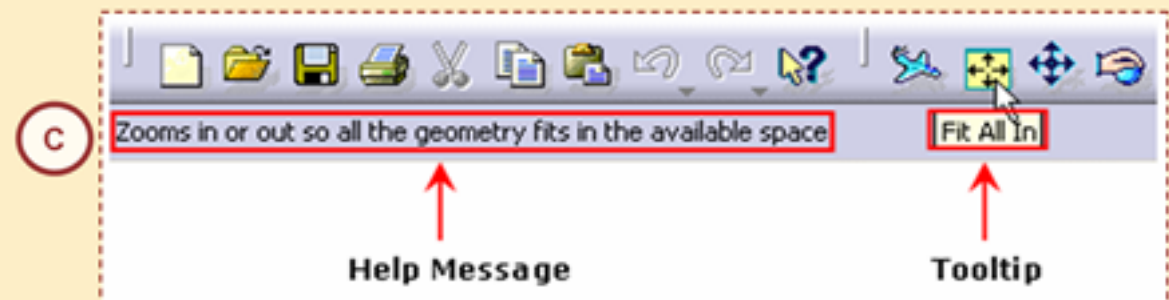 C
Zooms in or out so all the geometry fits in the available space
Fit All In
Help Message
Tooltip